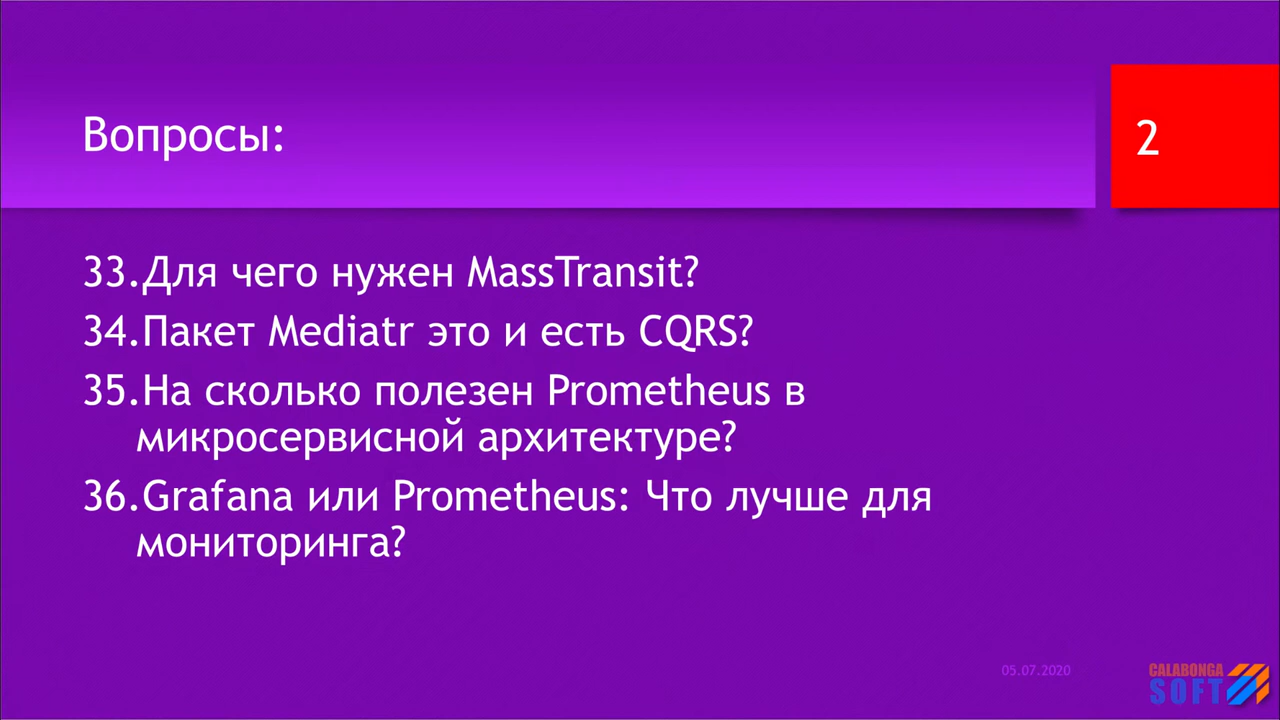 Вопросы:
2
33.Для чего нужен MassTransit?
34.Пакет Mediatr это и есть CQRS?
35.На сколько полезен Prometheus в
микросервисной архитектуре?
36.Grafana или Prometheus: Что лучше для
мониторинга?
05.07.2020
CALABONGA
SOFT